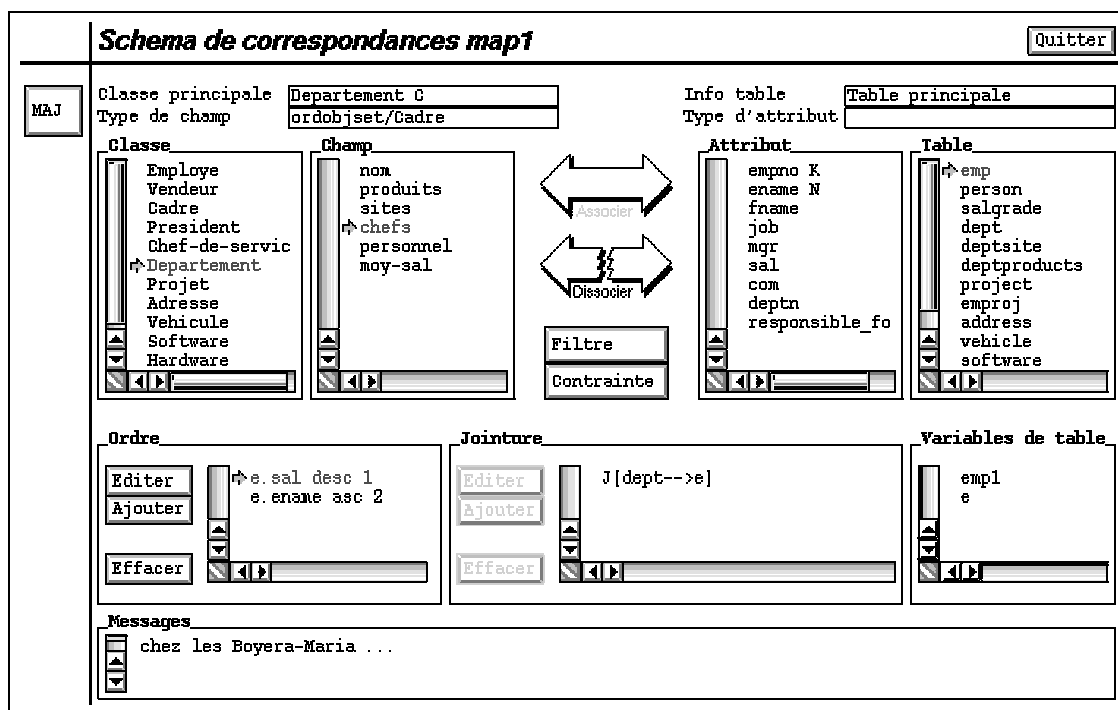 Schema de correspondances map1
Quitter
MAJ
Classe principale Departement C
Info table Table principale
Type de champ ordobjset/Cadre
Type d'attribut
Classe
Employe
Vendeur
Cadre
President
Chef-de-servic
Departement
Projet
Adresse
Vehicule
Software
Hardware
Champ
nom
produits
sites
chefs
personnel
moy-sal
Associer
Dissocier
Filtre
Contrainte
Attribut
empno K
ename N
fname
job
mgr
sal
com
deptn
responsible_fo
Table
emp
person
salgrade
dept
deptsite
deptproducts
project
emproj
address
vehicle
software
Ordre
Editer
Ajouter
Effacer
e.sal desc 1
e.ename asc 2
Jointure
Editer
Ajouter
Effacer
J[dept-->e]
Variables de table
emp1
e
Messages
chez les Boyera-Maria ...